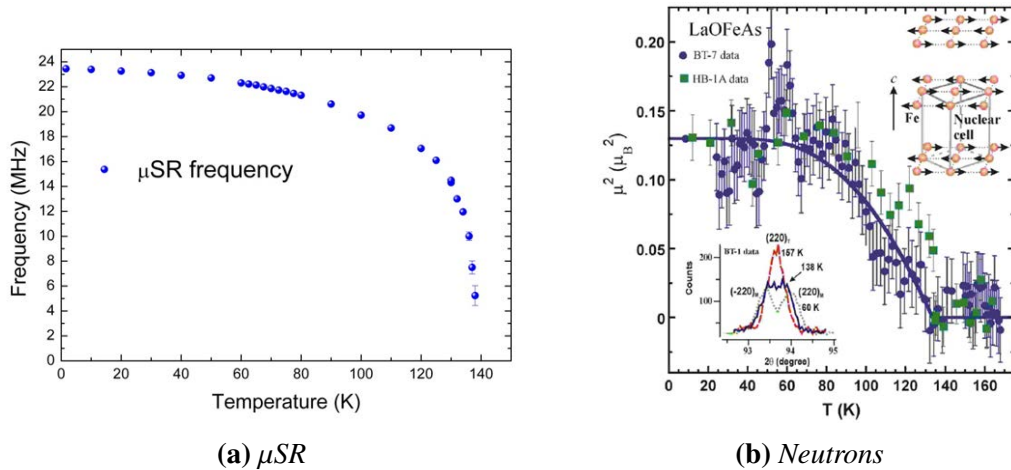 24
22
20
18
16
14
12
10
8
6
4
2
0
Frequency (MHz)
μSR frequency
0 20 40 60 80 100 120 140
Temperature (K)
(a) μSR
LaOFeAs
BT-7 data
HB-1A data
0.20
0.15
0.10
0.05
0
μ² (μB²)
c
Fe
Nuclear
cell
BT-1 data
(220)T
157 K
138 K
(-220)M
(220)M
60 K
200
100
Counts
93 94 95
2θ (degree)
0 20 40 60 80 100 120 140 160
T (K)
(b) Neutrons